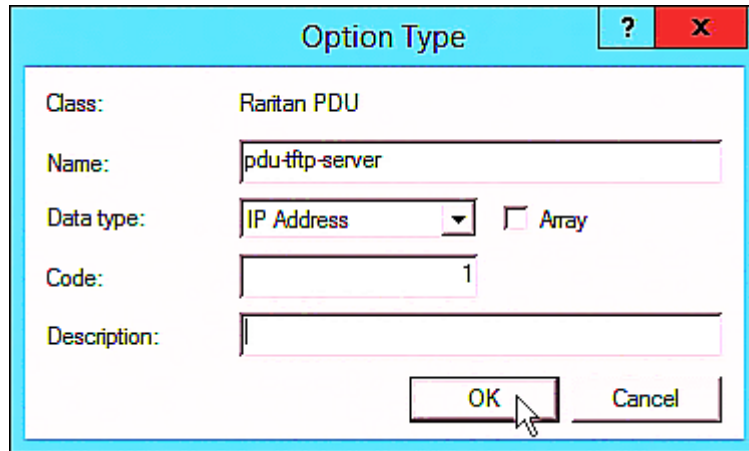 Option Type ? x
Class: Raritan PDU
Name: pdu-tftp-server
Data type: IP Address Array
Code: 1
Description:
OK Cancel